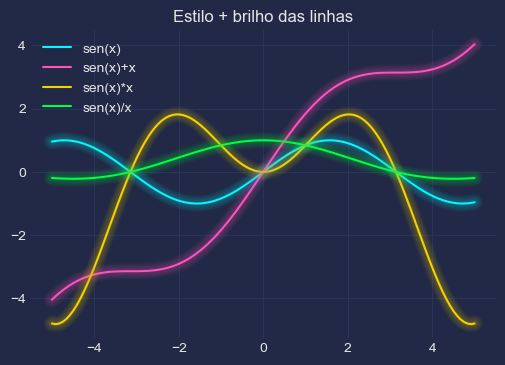 Estilo + brilho das linhas
sen(x)
sen(x)+x
sen(x)*x
sen(x)/x
4
2
0
−2
−4
−4
−2
0
2
4